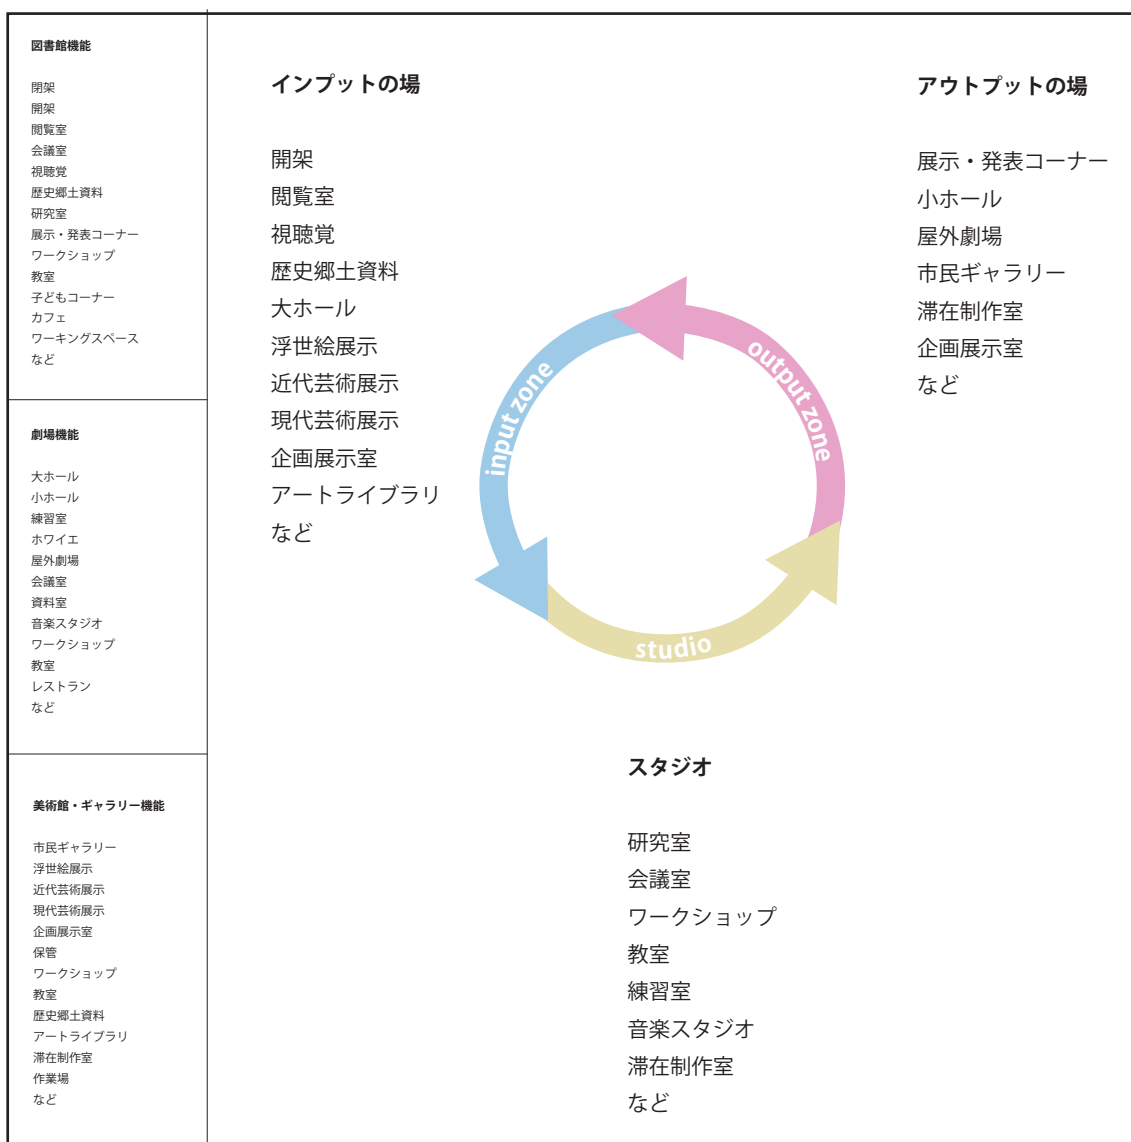 図書館機能
閉架
開架
閲覧室
会議室
視聴覚
歴史郷土資料
研究室
展示・発表コーナー
ワークショップ
教室
子どもコーナー
カフェ
ワーキングスペース
など
劇場機能
大ホール
小ホール
練習室
ホワイエ
屋外劇場
会議室
資料室
音楽スタジオ
ワークショップ
教室
レストラン
など
美術館・ギャラリー機能
市民ギャラリー
浮世絵展示
近代芸術展示
現代芸術展示
企画展示室
保管
ワークショップ
教室
歴史郷土資料
アートライブラリ
滞在制作室
作業場
など
インプットの場
開架
閲覧室
視聴覚
歴史郷土資料
大ホール
浮世絵展示
近代芸術展示
現代芸術展示
企画展示室
アートライブラリ
など
input zone
output zone
studio
アウトプットの場
展示・発表コーナー
小ホール
屋外劇場
市民ギャラリー
滞在制作室
企画展示室
など
スタジオ
研究室
会議室
ワークショップ
教室
練習室
音楽スタジオ
滞在制作室
など